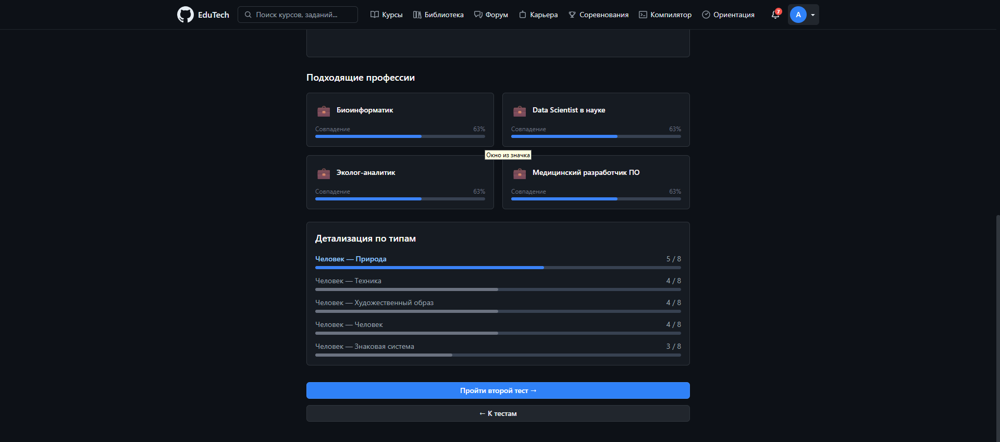 EduTech
Поиск курсов, заданий...
Курсы
Библиотека
Форум
Карьера
Соревнования
Компилятор
Ориентация
7
A
Подходящие профессии
Биоинформатик
Совпадение 63%
Data Scientist в науке
Совпадение 63%
Окно из значка
Эколог-аналитик
Совпадение 63%
Медицинский разработчик ПО
Совпадение 63%
Детализация по типам
Человек — Природа 5 / 8
Человек — Техника 4 / 8
Человек — Художественный образ 4 / 8
Человек — Человек 4 / 8
Человек — Знаковая система 3 / 8
Пройти второй тест →
← К тестам